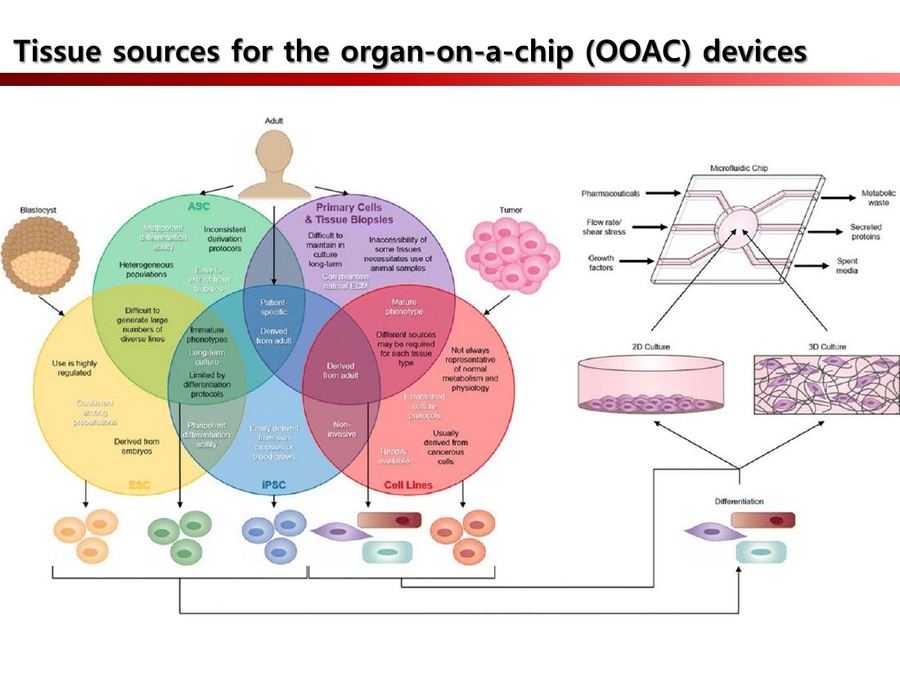 Tissue sources for the organ-on-a-chip (OOAC) devices
Adult
Blastocyst
Tumor
ASC
Multipotent
differentiation
ability
Inconsistent
derivation
protocols
Heterogeneous
populations
Easy to
extract from
biopsies
Primary Cells
& Tissue Biopsies
Difficult to
maintain in
culture
long-term
Inaccessibility of
some tissues
necessitates use of
animal samples
Can maintain
natural ECM
Difficult to
generate large
numbers of
diverse lines
Patient
specific
Derived
from adult
Mature
phenotype
Immature
phenotypes
Long-term
culture
Limited by
differentiation
protocols
Different sources
may be required
for each tissue
type
Derived
from adult
Use is highly
regulated
Consistent
among
preparations
Derived from
embryos
ESC
Pluripotent
differentiation
ability
Easily derived
from skin
biopsies or
blood draws
iPSC
Non-
invasive
Not always
representative
of normal
metabolism and
physiology
Established
culture
protocols
Usually
derived from
cancerous
cells
Readily
available
Cell Lines
Microfluidic Chip
Pharmaceuticals
Flow rate/
shear stress
Growth
factors
Metabolic
waste
Secreted
proteins
Spent
media
2D Culture
3D Culture
Differentiation